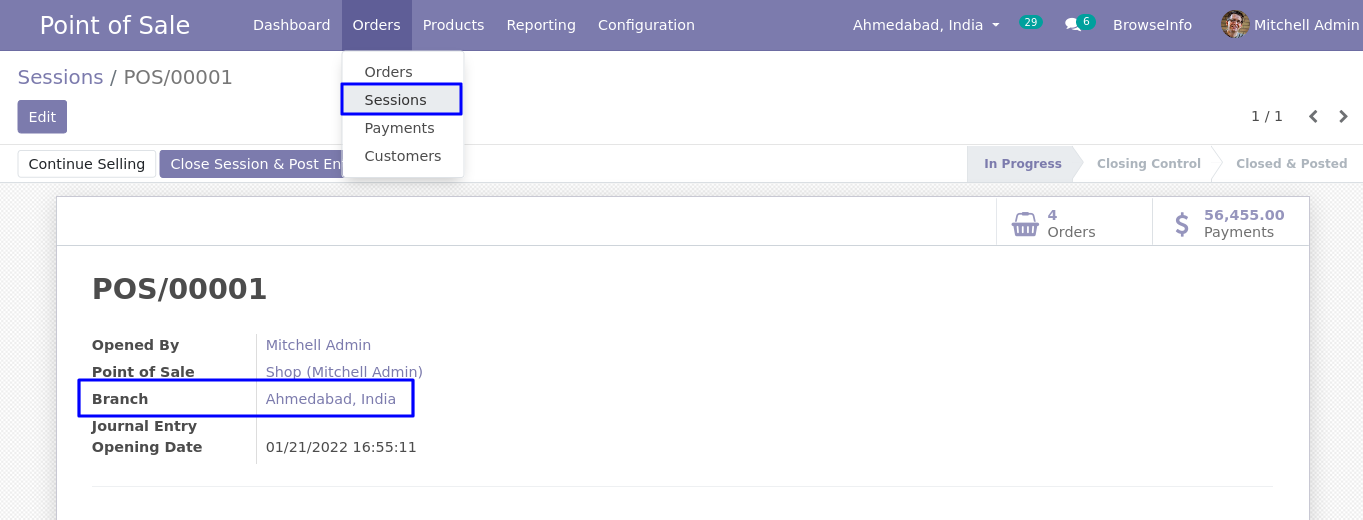 Point of Sale Dashboard Orders Products Reporting Configuration Ahmedabad, India 29 6 BrowseInfo Mitchell Admin
Sessions / POS/00001
Orders
Sessions
Payments
Customers
Edit
1 / 1
Continue Selling Close Session & Post In Progress Closing Control Closed & Posted
4
Orders
56,455.00
Payments
POS/00001
Opened By Mitchell Admin
Point of Sale Shop (Mitchell Admin)
Branch Ahmedabad, India
Journal Entry
Opening Date 01/21/2022 16:55:11